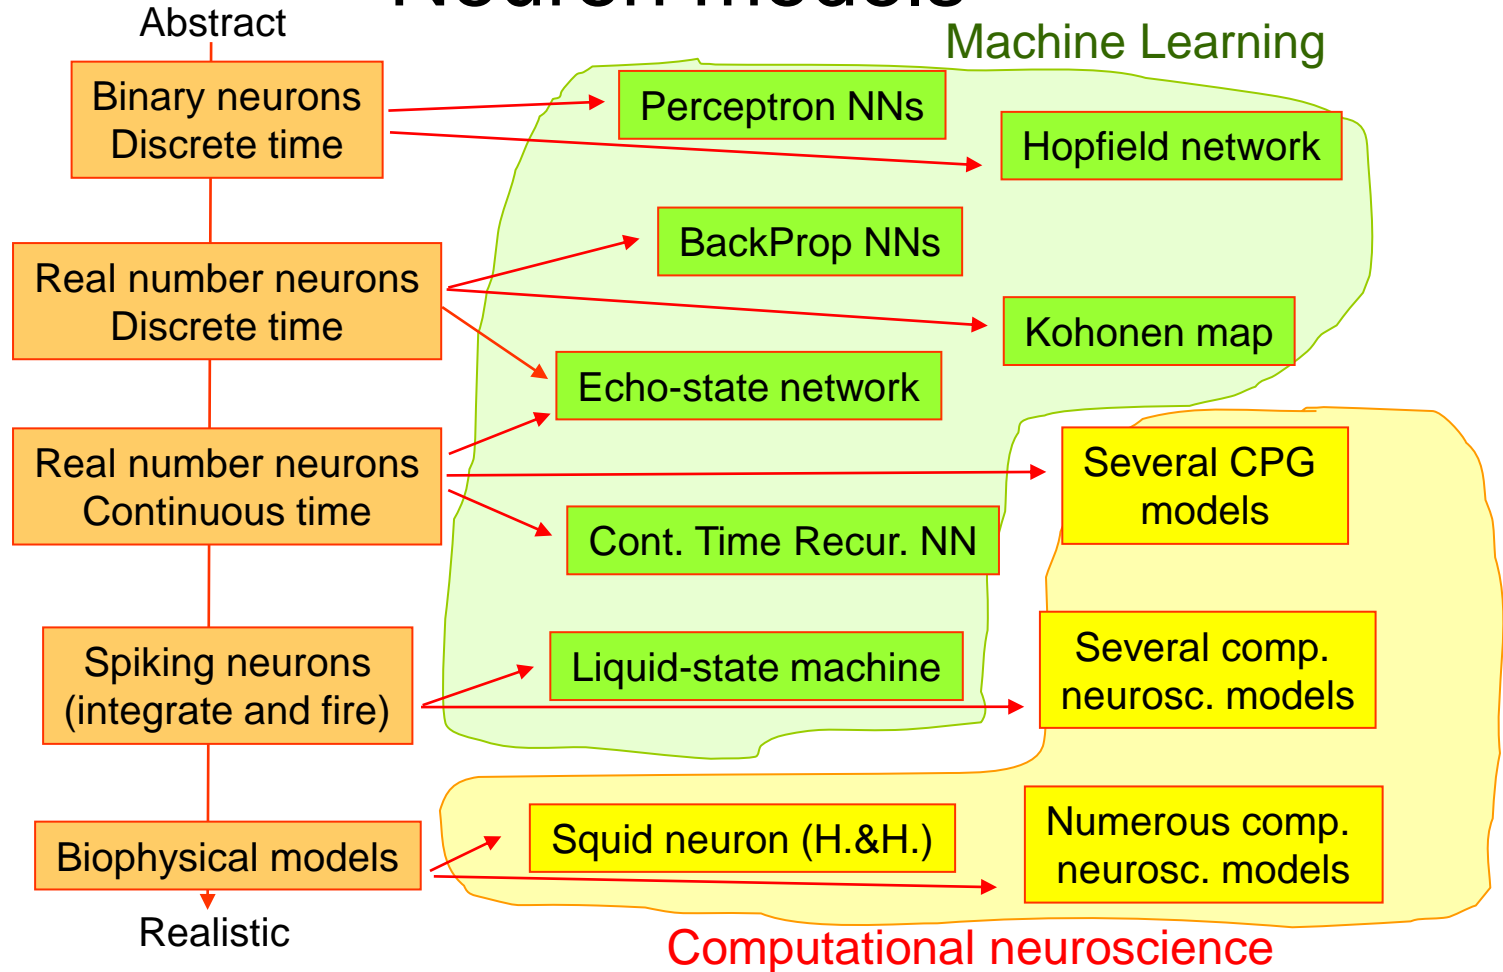 Neuron models
Abstract
Machine Learning
Binary neurons
Discrete time
Perceptron NNs
Hopfield network
BackProp NNs
Real number neurons
Discrete time
Kohonen map
Echo-state network
Real number neurons
Continuous time
Several CPG
models
Cont. Time Recur. NN
Spiking neurons
(integrate and fire)
Liquid-state machine
Several comp.
neurosc. models
Biophysical models
Squid neuron (H.&H.)
Numerous comp.
neurosc. models
Realistic
Computational neuroscience